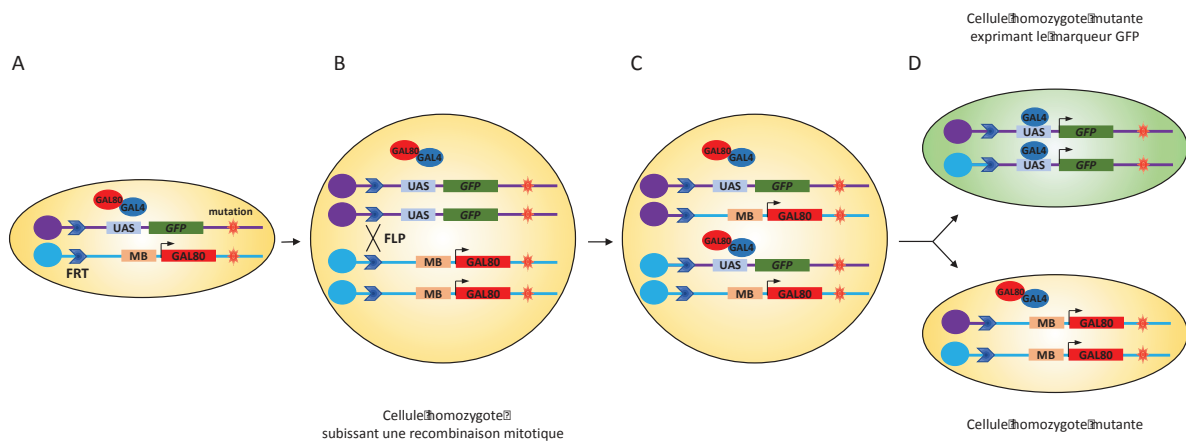 Cellule homozygote mutante
exprimant le marqueur GFP
A
B
C
D
GAL80
GAL4
mutation
UAS
GFP
MB
GAL80
FRT
GAL80
GAL4
UAS
GFP
UAS
GFP
FLP
MB
GAL80
MB
GAL80
GAL80
GAL4
UAS
GFP
MB
GAL80
GAL80
GAL4
UAS
GFP
MB
GAL80
GAL4
UAS
GFP
GAL4
UAS
GFP
GAL80
GAL4
MB
GAL80
MB
GAL80
Cellule homozygote
subissant une recombinaison mitotique
Cellule homozygote mutante